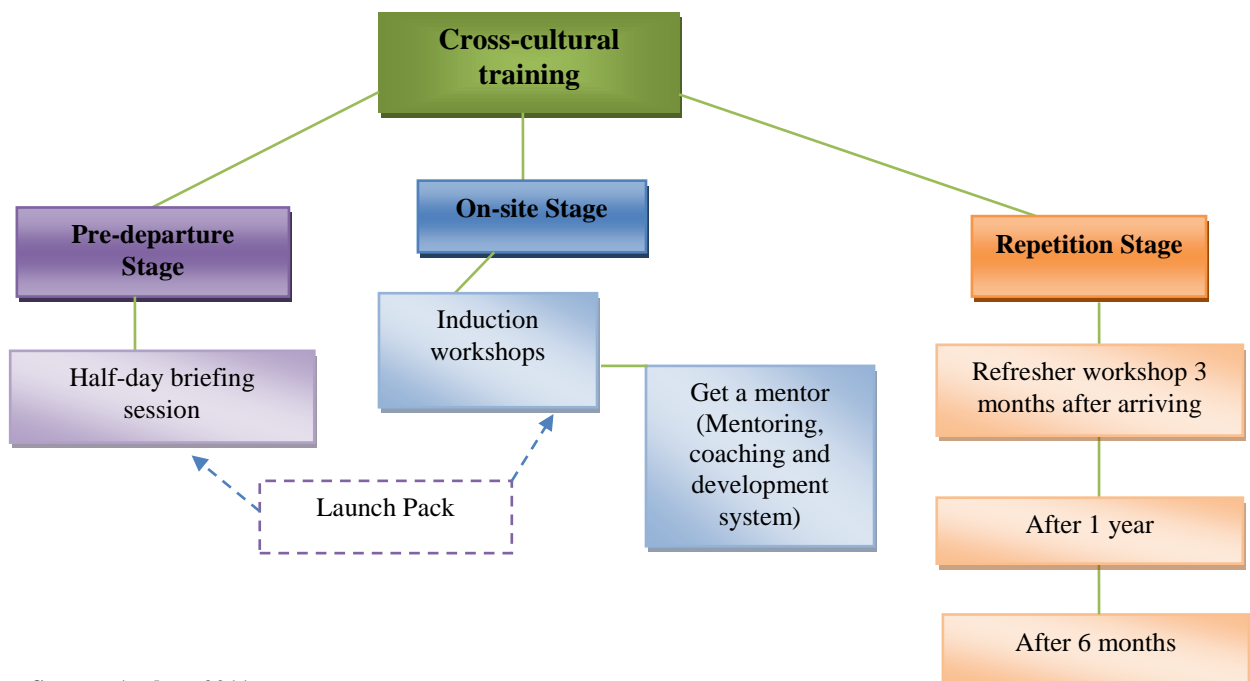 Cross-cultural
training
Pre-departure
Stage
On-site Stage
Repetition Stage
Half-day briefing
session
Induction
workshops
Get a mentor
(Mentoring,
coaching and
development
system)
Launch Pack
Refresher workshop 3
months after arriving
After 1 year
After 6 months